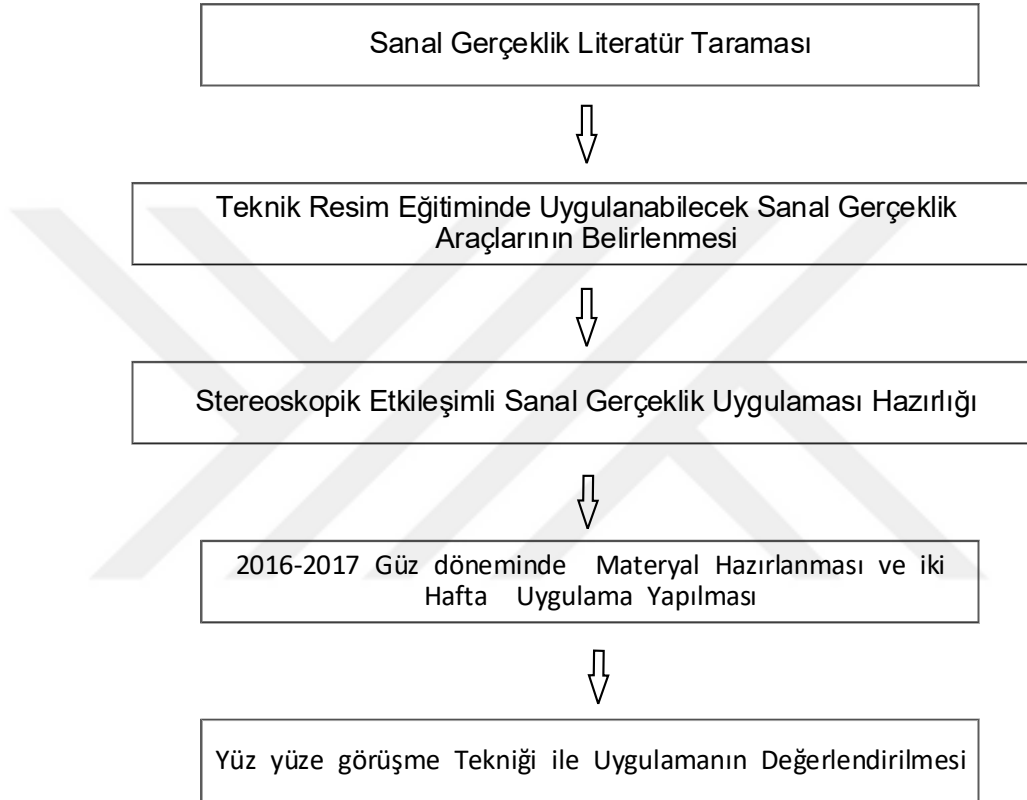 Sanal Gerçeklik Literatür Taraması
Teknik Resim Eğitiminde Uygulanabilecek Sanal Gerçeklik
Araçlarının Belirlenmesi
Stereoskopik Etkileşimli Sanal Gerçeklik Uygulaması Hazırlığı
2016-2017 Güz döneminde Materyal Hazırlanması ve iki
Hafta Uygulama Yapılması
Yüz yüze görüşme Tekniği ile Uygulamanın Değerlendirilmesi